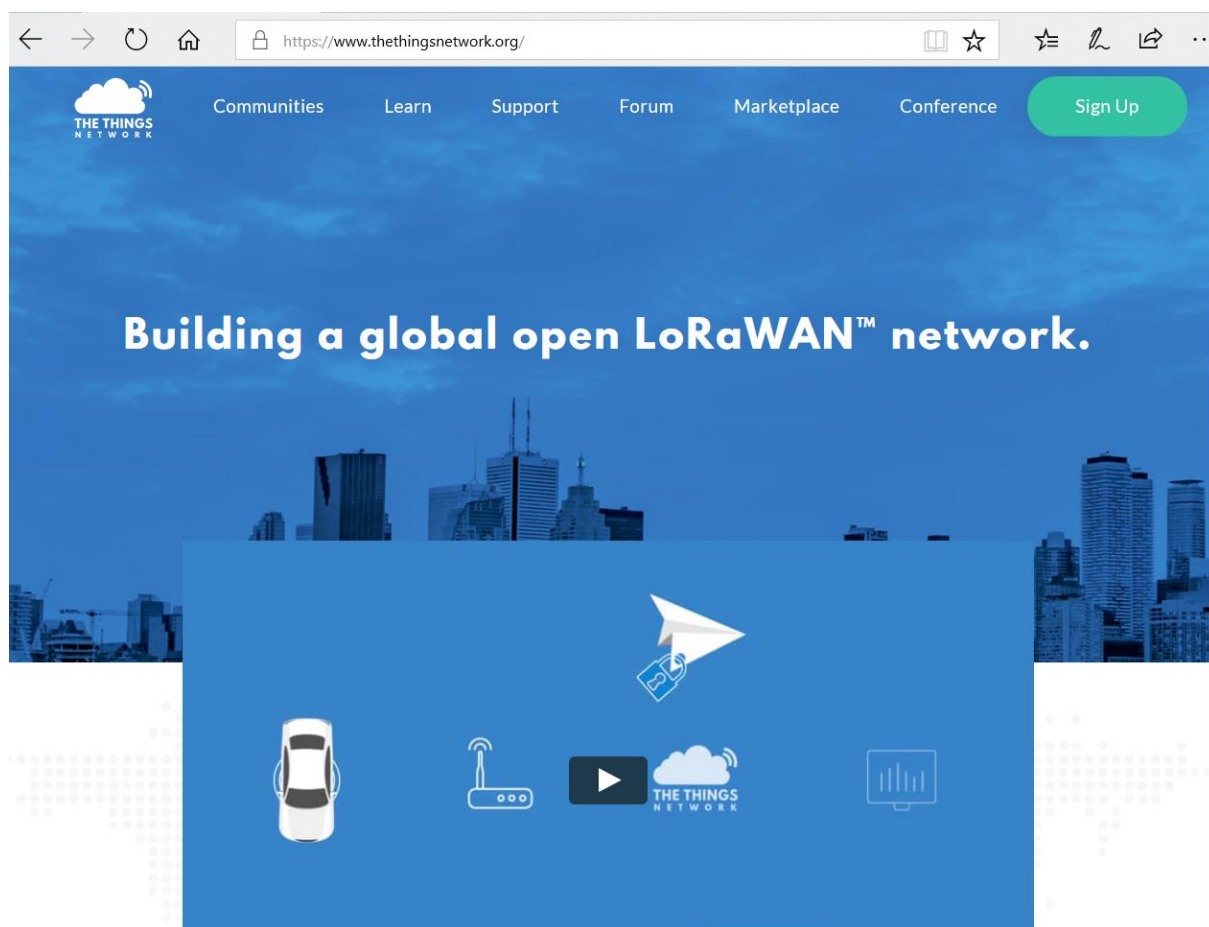 https://www.thethingsnetwork.org/
THE THINGS
NETWORK
Communities
Learn
Support
Forum
Marketplace
Conference
Sign Up
Building a global open LoRaWAN™ network.
THE THINGS
NETWORK